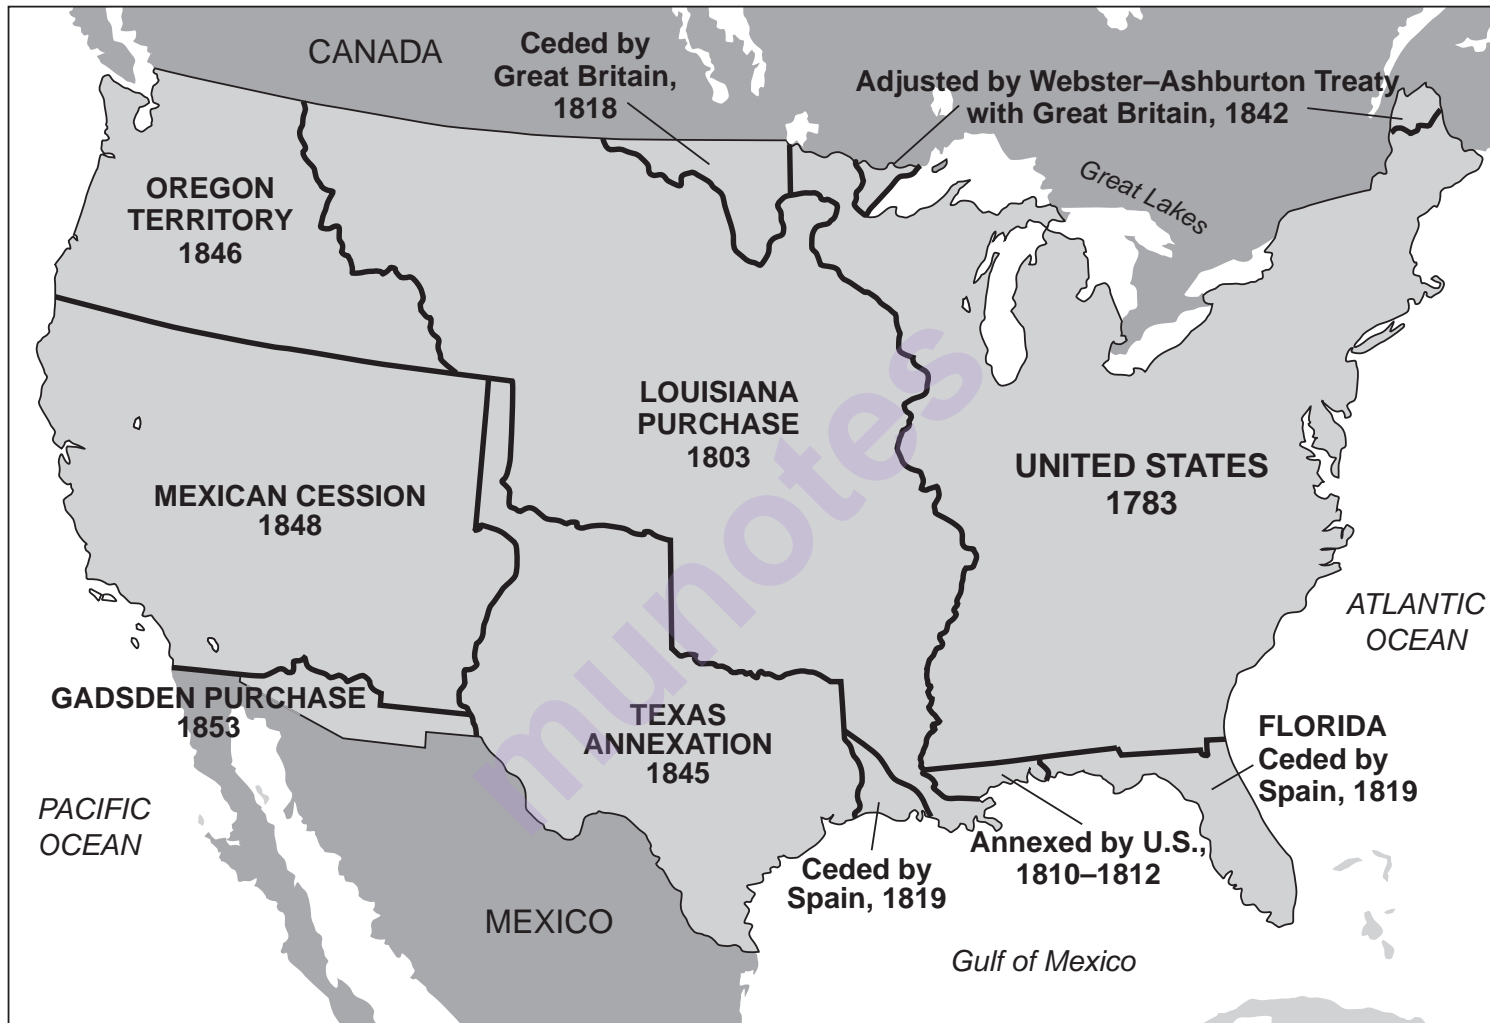 CANADA
Ceded by
Great Britain,
1818
Adjusted by Webster–Ashburton Treaty
with Great Britain, 1842
Great Lakes
OREGON
TERRITORY
1846
LOUISIANA
PURCHASE
1803
UNITED STATES
1783
MEXICAN CESSION
1848
ATLANTIC
OCEAN
GADSDEN PURCHASE
1853
TEXAS
ANNEXATION
1845
FLORIDA
Ceded by
Spain, 1819
PACIFIC
OCEAN
Annexed by U.S.,
1810–1812
Ceded by
Spain, 1819
MEXICO
Gulf of Mexico
munotes